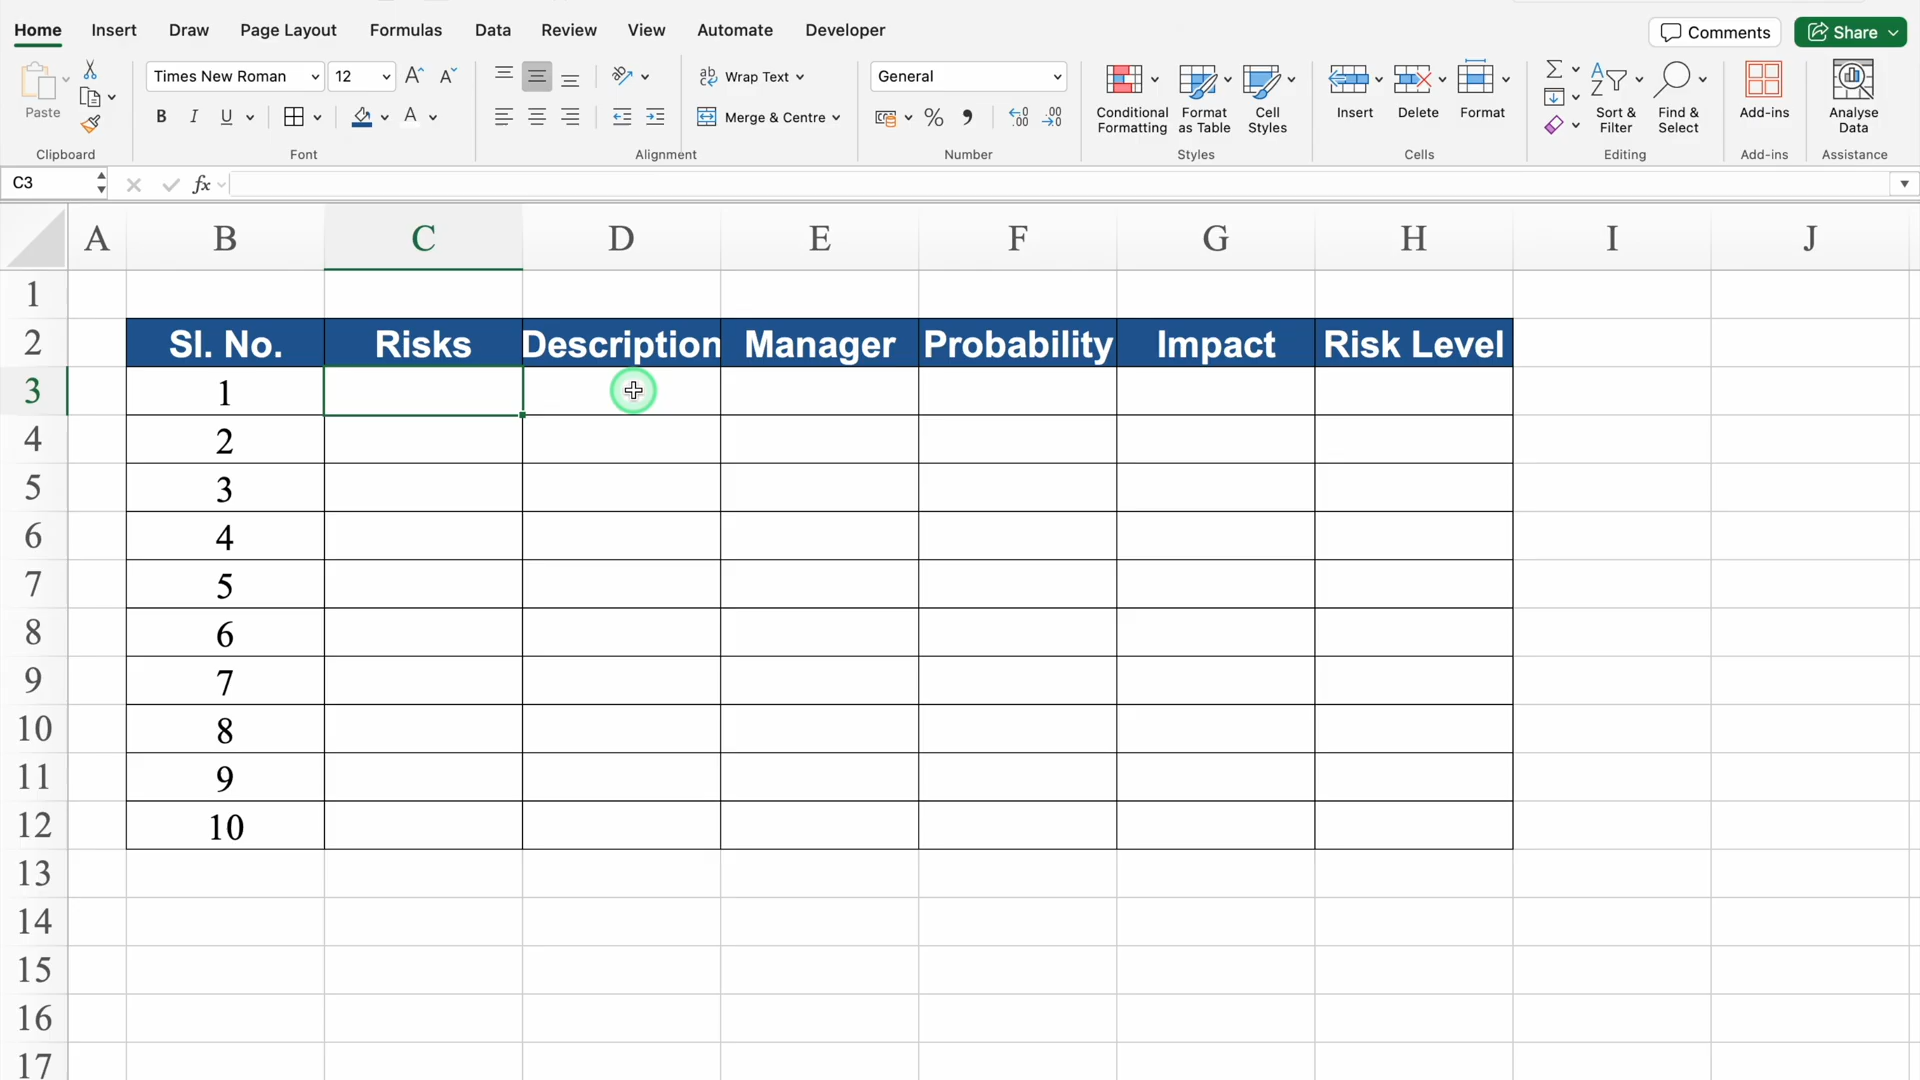 Home Insert Draw Page Layout Formulas Data Review View Automate Developer Comments Share
Paste Times New Roman 12 A A ab Wrap Text General Conditional Formatting Format as Table Cell Styles Insert Delete Format Sort & Filter Find & Select Add-ins Analyse Data
B I U A Merge & Centre % .00
Clipboard Font Alignment Number Styles Cells Editing Add-ins Assistance
C3 fx
A B C D E F G H I J
1
2 Sl. No. Risks Description Manager Probability Impact Risk Level
3 1
4 2
5 3
6 4
7 5
8 6
9 7
10 8
11 9
12 10
13
14
15
16
17